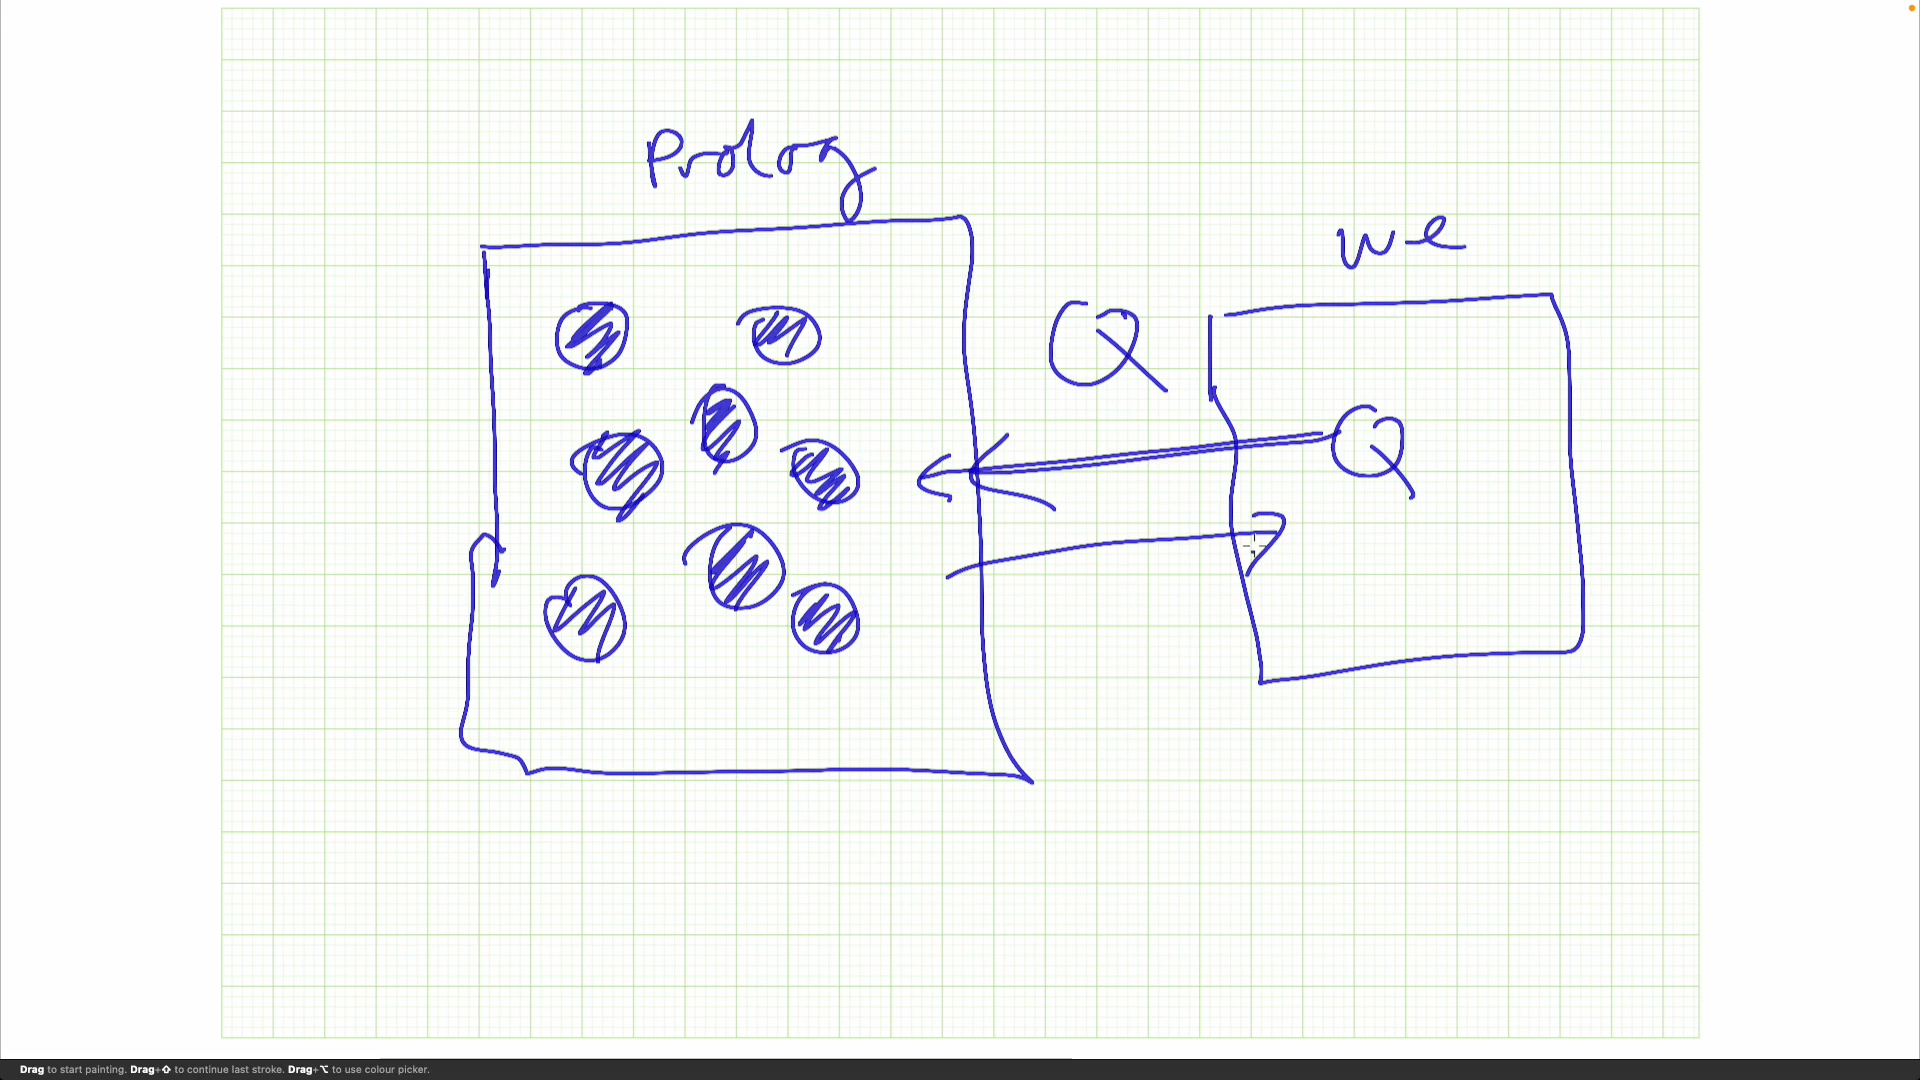 Prolog
we
Q
Q
Drag to start painting. Drag+⇧ to continue last stroke. Drag+⌥ to use colour picker.